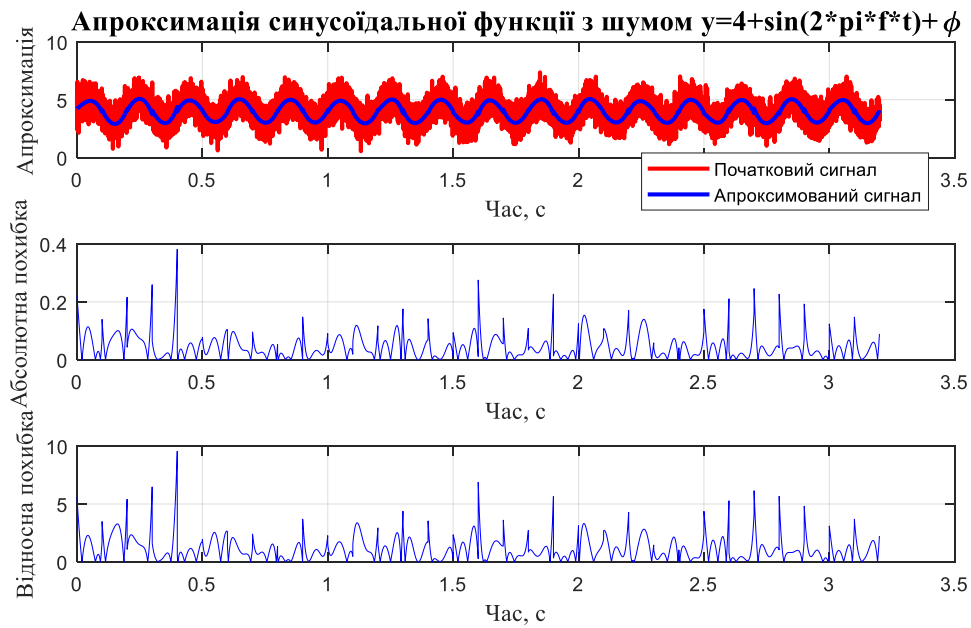 Апроксимація синусоїдальної функції з шумом y=4+sin(2*pi*f*t)+ ϕ
Апроксимація
10
5
0
0 0.5 1 1.5 2 2.5 3 3.5
Початковий сигнал
Апроксимований сигнал
Час, с
Абсолютна похибка
0.4
0.2
0
0 0.5 1 1.5 2 2.5 3 3.5
Час, с
Відносна похибка
10
5
0
0 0.5 1 1.5 2 2.5 3 3.5
Час, с